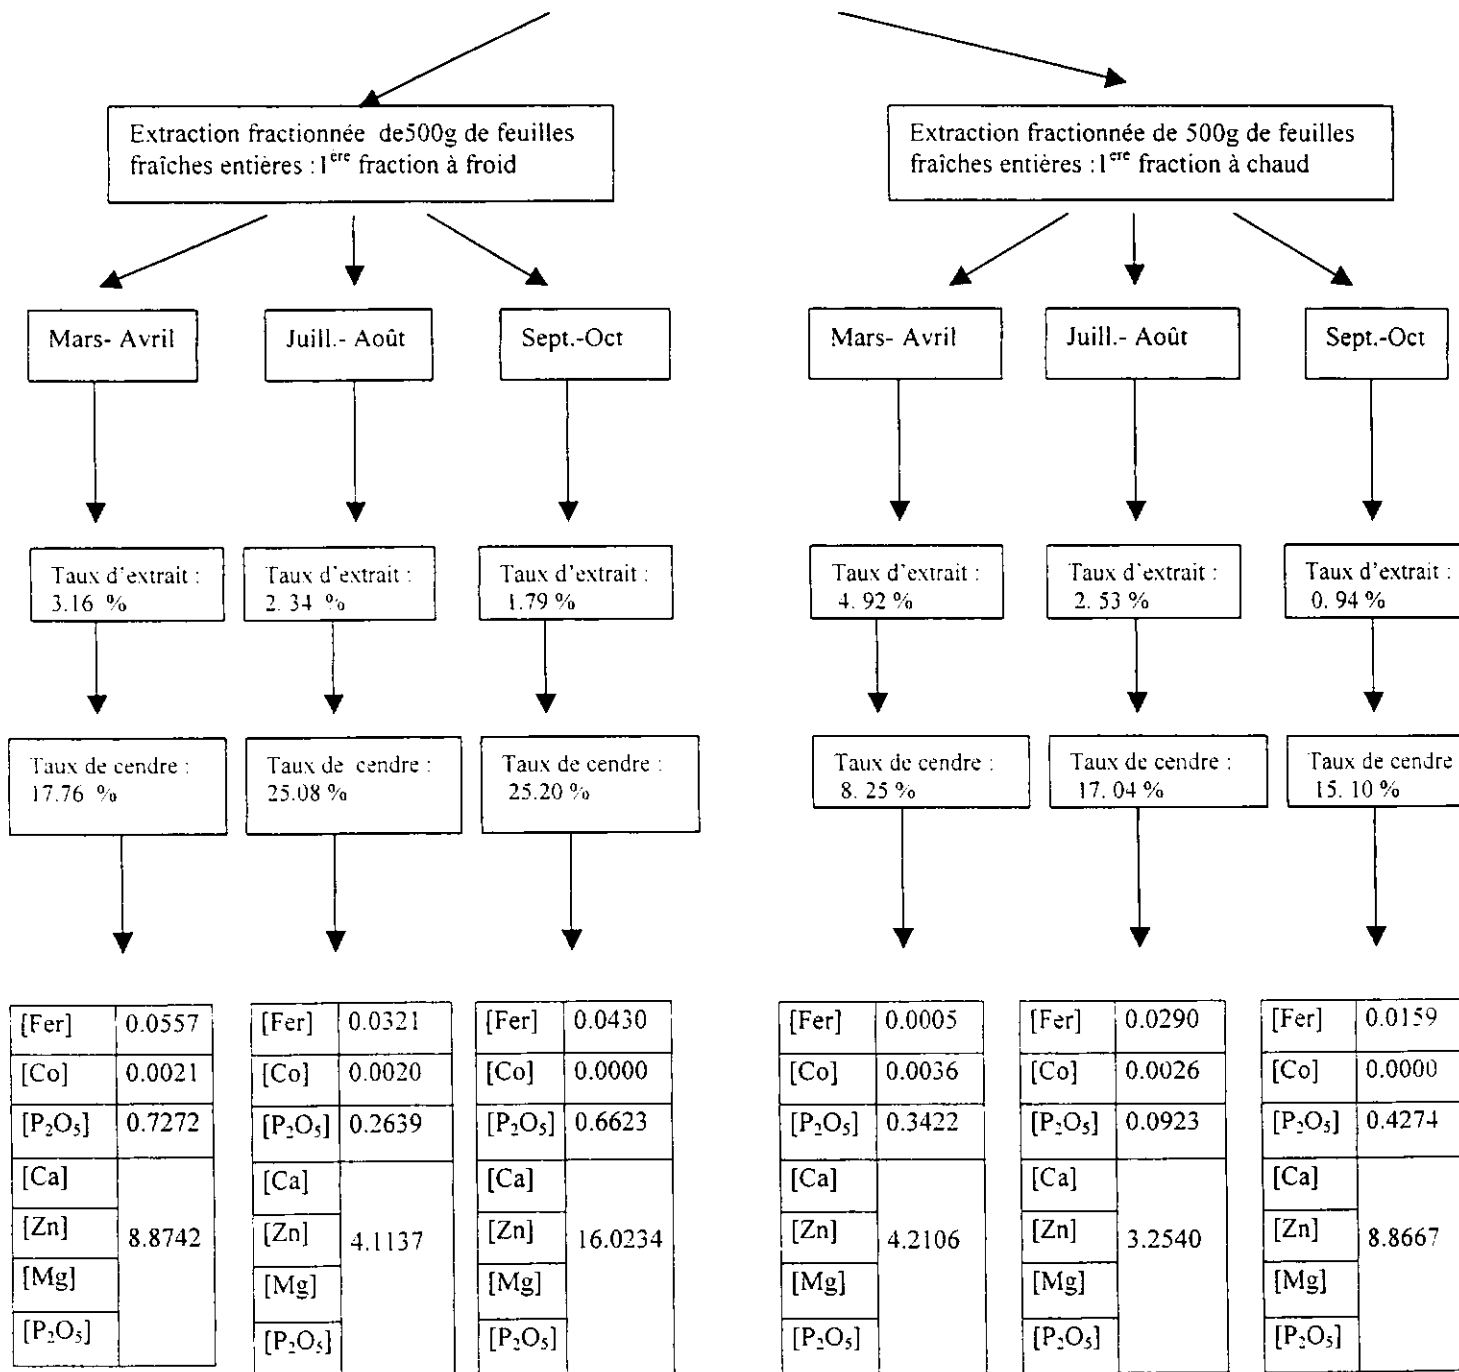 Extraction fractionnée de500g de feuilles
fraîches entières : 1ère fraction à froid
Extraction fractionnée de 500g de feuilles
fraîches entières : 1ere fraction à chaud
Mars- Avril
Juill.- Août
Sept.-Oct
Mars- Avril
Juill.- Août
Sept.-Oct
Taux d'extrait :
3.16 %
Taux d'extrait :
2. 34 %
Taux d'extrait :
1.79 %
Taux d'extrait :
4. 92 %
Taux d'extrait :
2. 53 %
Taux d'extrait :
0. 94 %
Taux de cendre :
17.76 %
Taux de cendre :
25.08 %
Taux de cendre :
25.20 %
Taux de cendre :
8. 25 %
Taux de cendre :
17. 04 %
Taux de cendre
15. 10 %
[Fer] 0.0557
[Co] 0.0021
[P₂O₅] 0.7272
[Ca]
[Zn] 8.8742
[Mg]
[P₂O₅]
[Fer] 0.0321
[Co] 0.0020
[P₂O₅] 0.2639
[Ca]
[Zn] 4.1137
[Mg]
[P₂O₅]
[Fer] 0.0430
[Co] 0.0000
[P₂O₅] 0.6623
[Ca]
[Zn] 16.0234
[Mg]
[P₂O₅]
[Fer] 0.0005
[Co] 0.0036
[P₂O₅] 0.3422
[Ca]
[Zn] 4.2106
[Mg]
[P₂O₅]
[Fer] 0.0290
[Co] 0.0026
[P₂O₅] 0.0923
[Ca]
[Zn] 3.2540
[Mg]
[P₂O₅]
[Fer] 0.0159
[Co] 0.0000
[P₂O₅] 0.4274
[Ca]
[Zn] 8.8667
[Mg]
[P₂O₅]